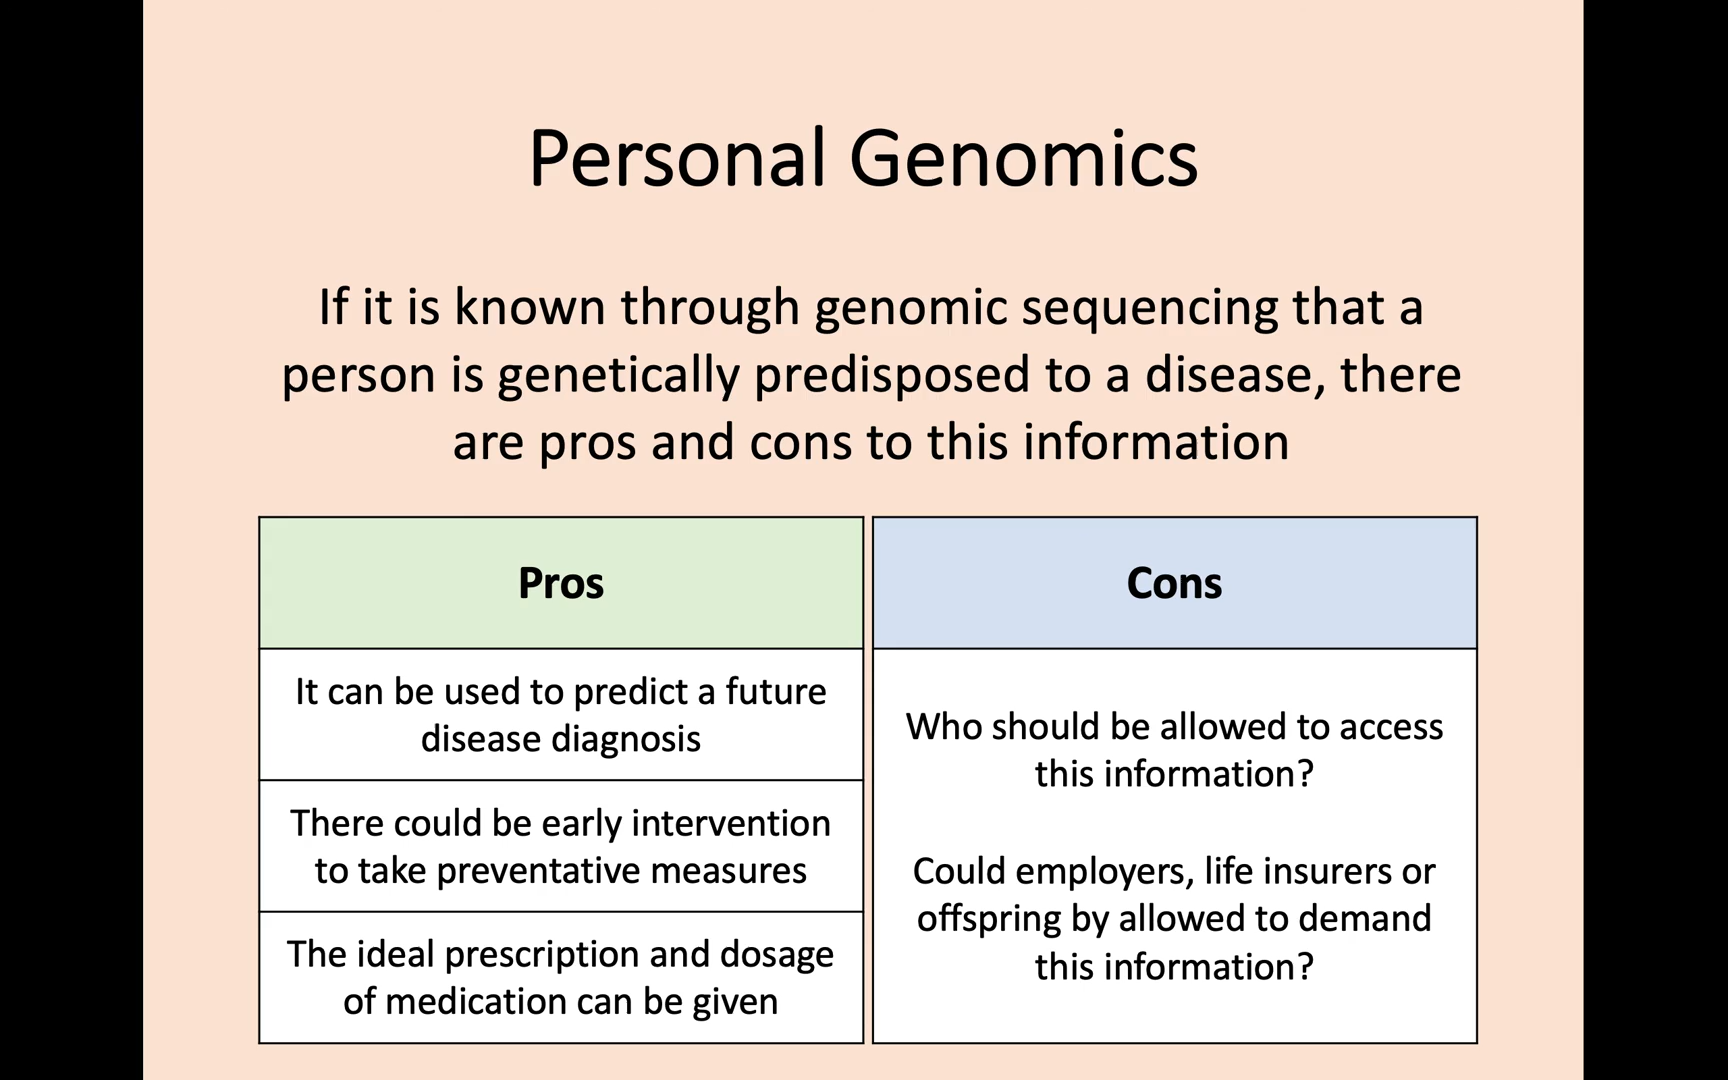 Personal Genomics
If it is known through genomic sequencing that a
person is genetically predisposed to a disease, there
are pros and cons to this information
Pros
It can be used to predict a future
disease diagnosis
There could be early intervention
to take preventative measures
The ideal prescription and dosage
of medication can be given
Cons
Who should be allowed to access
this information?
Could employers, life insurers or
offspring by allowed to demand
this information?